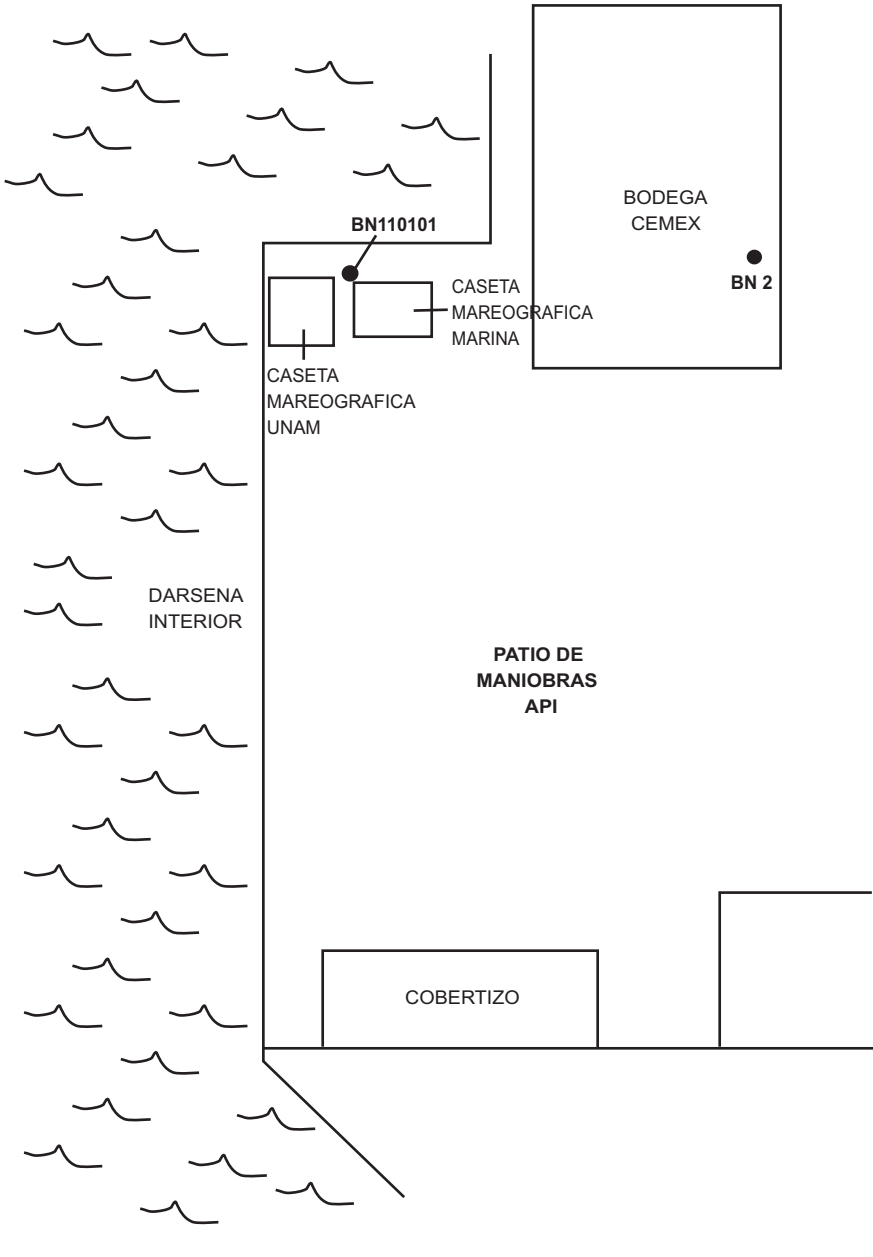 BODEGA
CEMEX
BN110101
BN 2
CASETA
MAREOGRAFICA
MARINA
CASETA
MAREOGRAFICA
UNAM
DARSENA
INTERIOR
PATIO DE
MANIOBRAS
API
COBERTIZO